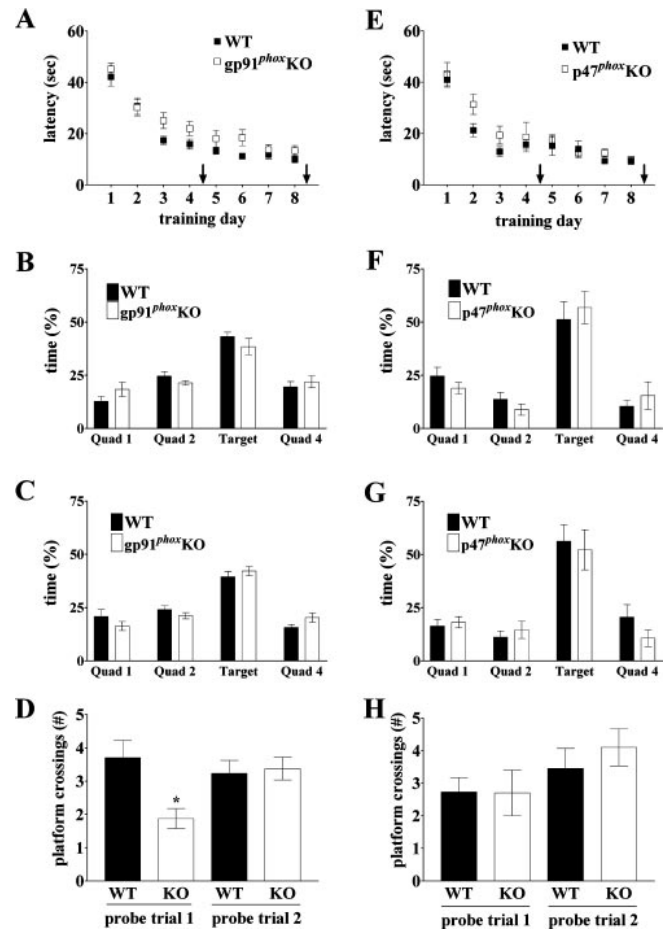 A
60
40
20
0
latency (sec)
WT
gp91phoxKO
1 2 3 4 5 6 7 8
training day
E
60
40
20
0
latency (sec)
WT
p47phoxKO
1 2 3 4 5 6 7 8
training day
B
75
50
25
0
time (%)
WT
gp91phoxKO
Quad 1 Quad 2 Target Quad 4
F
75
50
25
0
time (%)
WT
p47phoxKO
Quad 1 Quad 2 Target Quad 4
C
75
50
25
0
time (%)
WT
gp91phoxKO
Quad 1 Quad 2 Target Quad 4
G
75
50
25
0
time (%)
WT
p47phoxKO
Quad 1 Quad 2 Target Quad 4
D
5
4
3
2
1
0
platform crossings (#)
*
WT KO WT KO
probe trial 1 probe trial 2
H
5
4
3
2
1
0
platform crossings (#)
WT KO WT KO
probe trial 1 probe trial 2